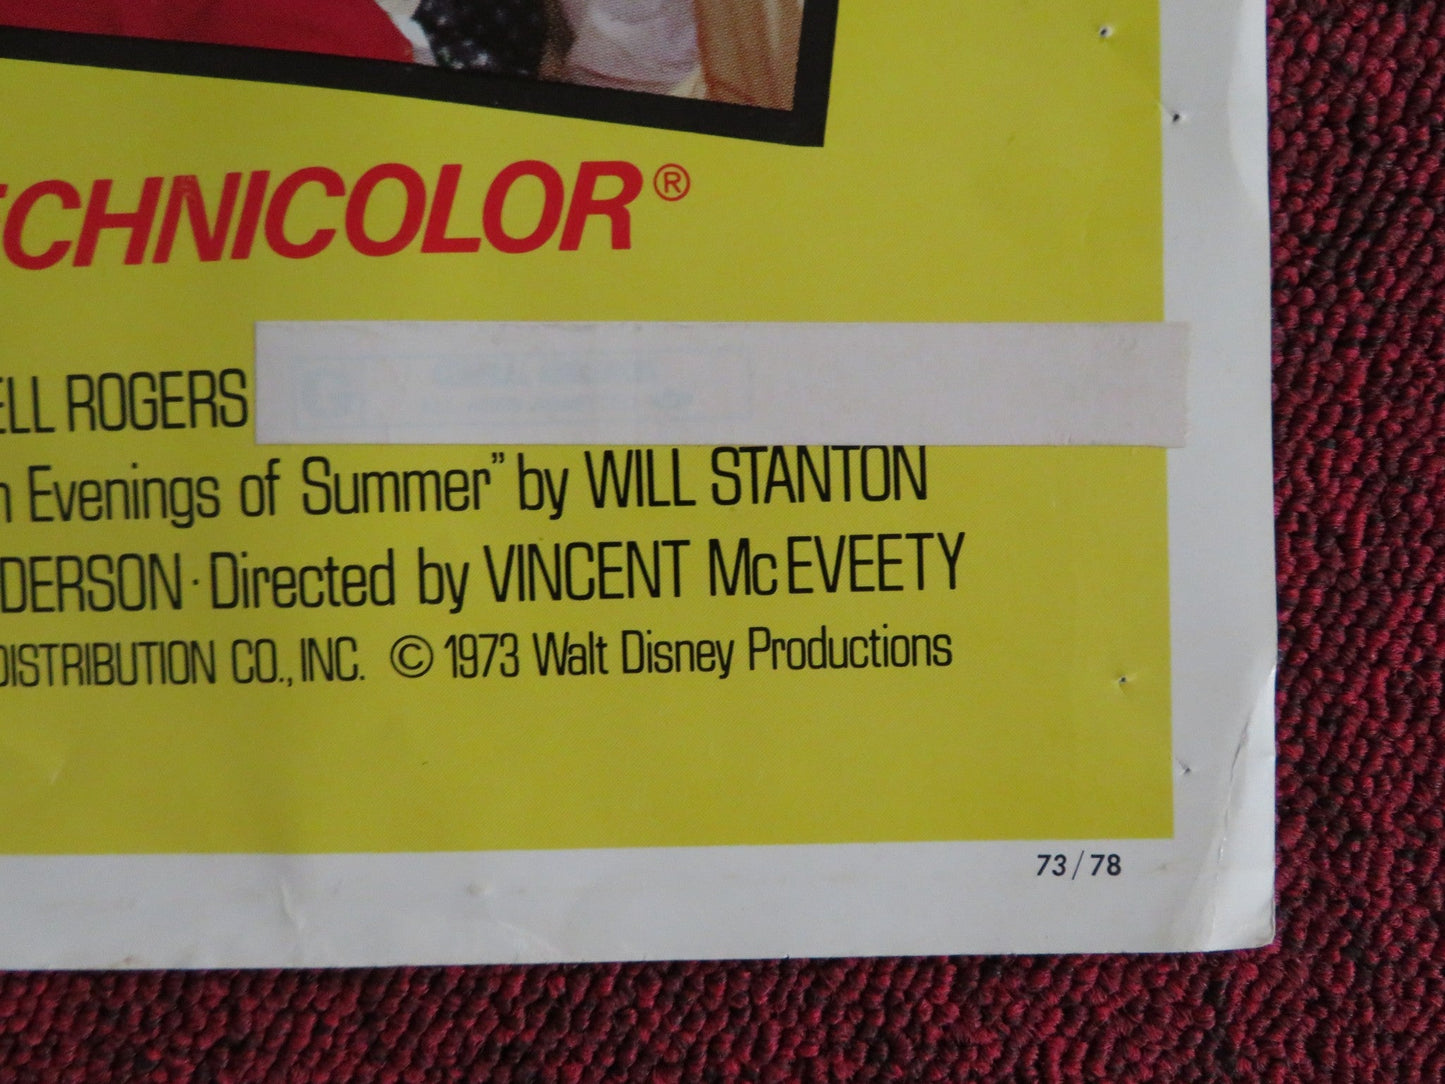 ECHNICOLOR®
ELL ROGERS
n Evenings of Summer” by WILL STANTON
DERSON · Directed by VINCENT McEVEETY
DISTRIBUTION CO., INC. © 1973 Walt Disney Productions
73/78